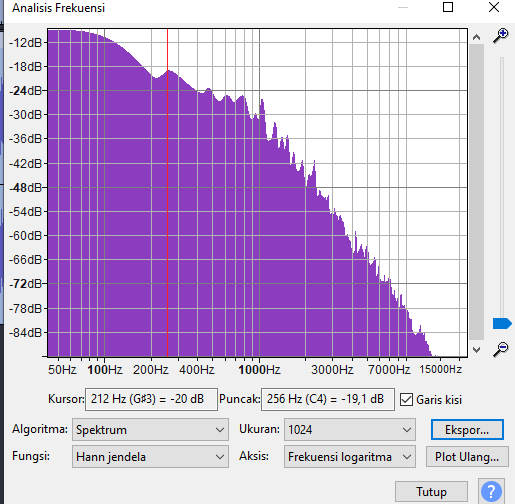 Analisis Frekuensi
-12dB
-18dB
-24dB
-30dB
-36dB
-42dB
-48dB
-54dB
-60dB
-66dB
-72dB
-78dB
-84dB
50Hz 100Hz 200Hz 400Hz 1000Hz 3000Hz 7000Hz 15000Hz
Kursor: 212 Hz (G#3) = -20 dB Puncak: 256 Hz (C4) = -19,1 dB Garis kisi
Algoritma: Spektrum Ukuran: 1024 Ekspor...
Fungsi: Hann jendela Aksis: Frekuensi logaritma Plot Ulang...
Tutup ?